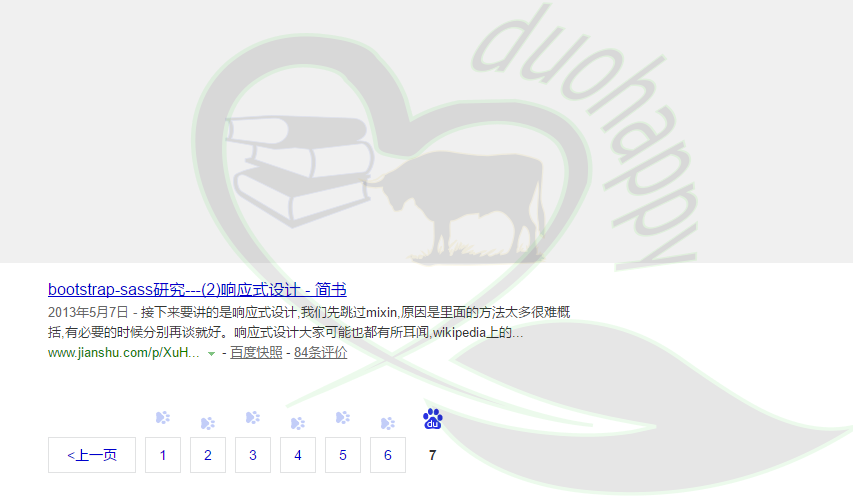 duohappy
bootstrap-sass研究---(2)响应式设计 - 简书
2013年5月7日 - 接下来要讲的是响应式设计,我们先跳过mixin,原因是里面的方法太多很难概
括,有必要的时候分别再谈就好。响应式设计大家可能也都有所耳闻,wikipedia上的...
www.jianshu.com/p/XuH... - 百度快照 - 84条评价
du
<上一页 1 2 3 4 5 6 7